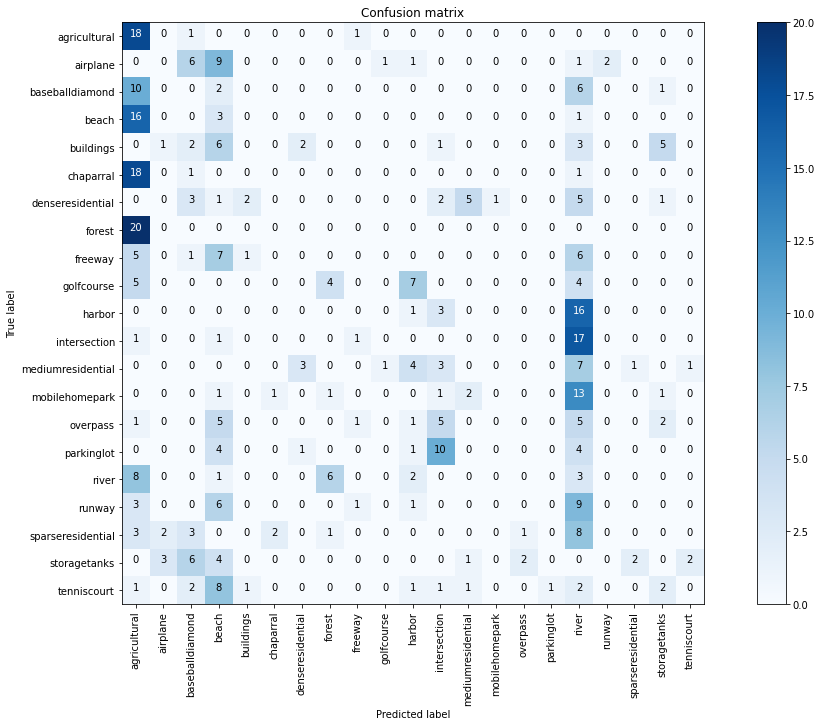 Confusion matrix
agricultural 18 0 1 0 0 0 0 0 1 0 0 0 0 0 0 0 0 0 0 0 0
airplane 0 0 6 9 0 0 0 0 0 1 1 0 0 0 0 0 1 2 0 0 0
baseballdiamond 10 0 0 2 0 0 0 0 0 0 0 0 0 0 0 0 6 0 0 1 0
beach 16 0 0 3 0 0 0 0 0 0 0 0 0 0 0 0 1 0 0 0 0
buildings 0 1 2 6 0 0 2 0 0 0 0 1 0 0 0 0 3 0 0 5 0
chaparral 18 0 1 0 0 0 0 0 0 0 0 0 0 0 0 0 1 0 0 0 0
denseresidential 0 0 3 1 2 0 0 0 0 0 0 2 5 1 0 0 5 0 0 1 0
forest 20 0 0 0 0 0 0 0 0 0 0 0 0 0 0 0 0 0 0 0 0
freeway 5 0 1 7 1 0 0 0 0 0 0 0 0 0 0 0 6 0 0 0 0
golfcourse 5 0 0 0 0 0 0 4 0 0 7 0 0 0 0 0 4 0 0 0 0
harbor 0 0 0 0 0 0 0 0 0 0 1 3 0 0 0 0 16 0 0 0 0
intersection 1 0 0 1 0 0 0 0 1 0 0 0 0 0 0 0 17 0 0 0 0
mediumresidential 0 0 0 0 0 0 3 0 0 1 4 3 0 0 0 0 7 0 1 0 1
mobilehomepark 0 0 0 1 0 1 0 1 0 0 0 1 2 0 0 0 13 0 0 1 0
overpass 1 0 0 5 0 0 0 0 1 0 1 5 0 0 0 0 5 0 0 2 0
parkinglot 0 0 0 4 0 0 1 0 0 0 1 10 0 0 0 0 4 0 0 0 0
river 8 0 0 1 0 0 0 6 0 0 2 0 0 0 0 0 3 0 0 0 0
runway 3 0 0 6 0 0 0 0 1 0 1 0 0 0 0 0 9 0 0 0 0
sparseresidential 3 2 3 0 0 2 0 1 0 0 0 0 0 0 1 0 8 0 0 0 0
storagetanks 0 3 6 4 0 0 0 0 0 0 0 0 1 0 2 0 0 0 2 0 2
tenniscourt 1 0 2 8 1 0 0 0 0 0 1 1 1 0 0 1 2 0 0 2 0
True label
agricultural
airplane
baseballdiamond
beach
buildings
chaparral
denseresidential
forest
freeway
golfcourse
harbor
intersection
mediumresidential
mobilehomepark
overpass
parkinglot
river
runway
sparseresidential
storagetanks
tenniscourt
Predicted label
20.0
17.5
15.0
12.5
10.0
7.5
5.0
2.5
0.0